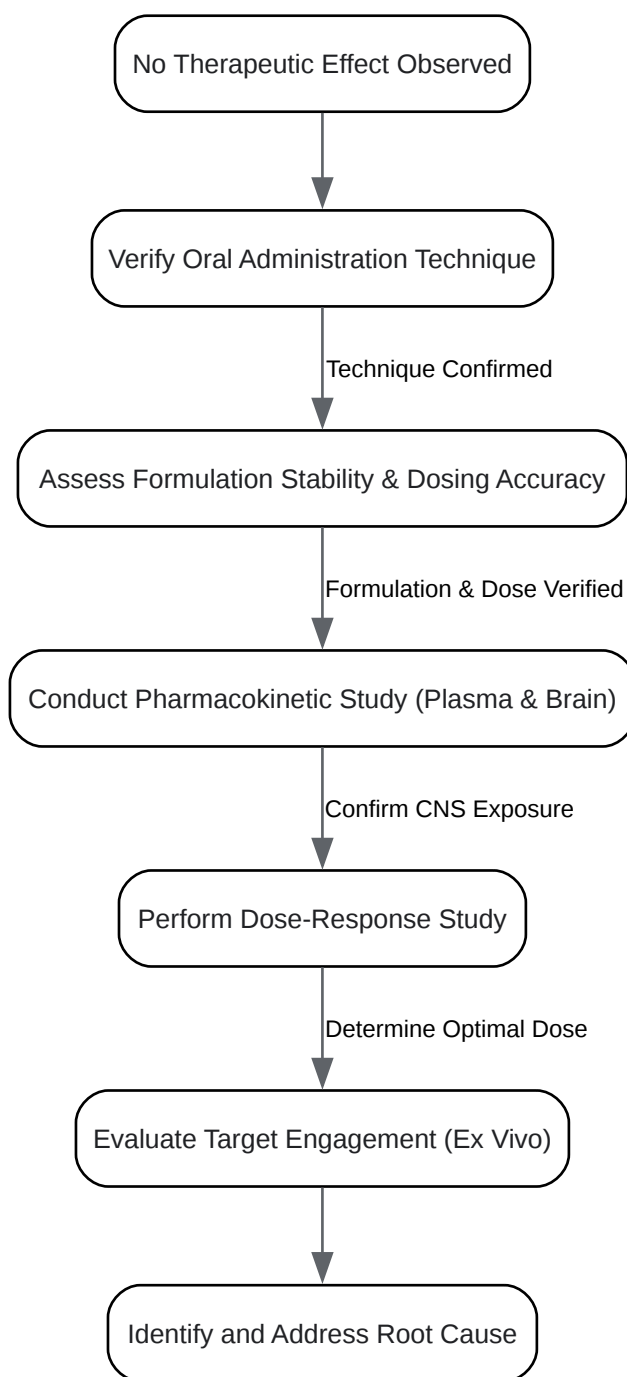 No Therapeutic Effect Observed
Verify Oral Administration Technique
Technique Confirmed
Assess Formulation Stability & Dosing Accuracy
Formulation & Dose Verified
Conduct Pharmacokinetic Study (Plasma & Brain)
Confirm CNS Exposure
Perform Dose-Response Study
Determine Optimal Dose
Evaluate Target Engagement (Ex Vivo)
Identify and Address Root Cause